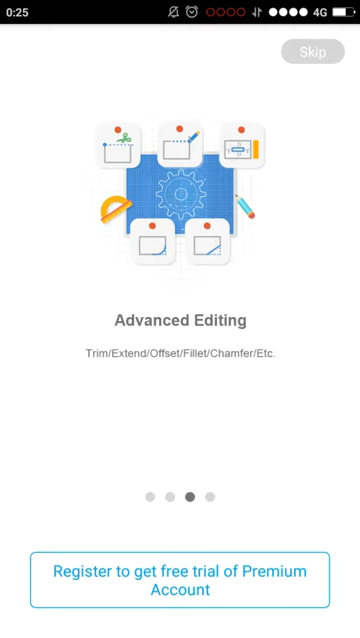 0:25
4G
Skip
Advanced Editing
Trim/Extend/Offset/Fillet/Chamfer/Etc.
Register to get free trial of Premium
Account